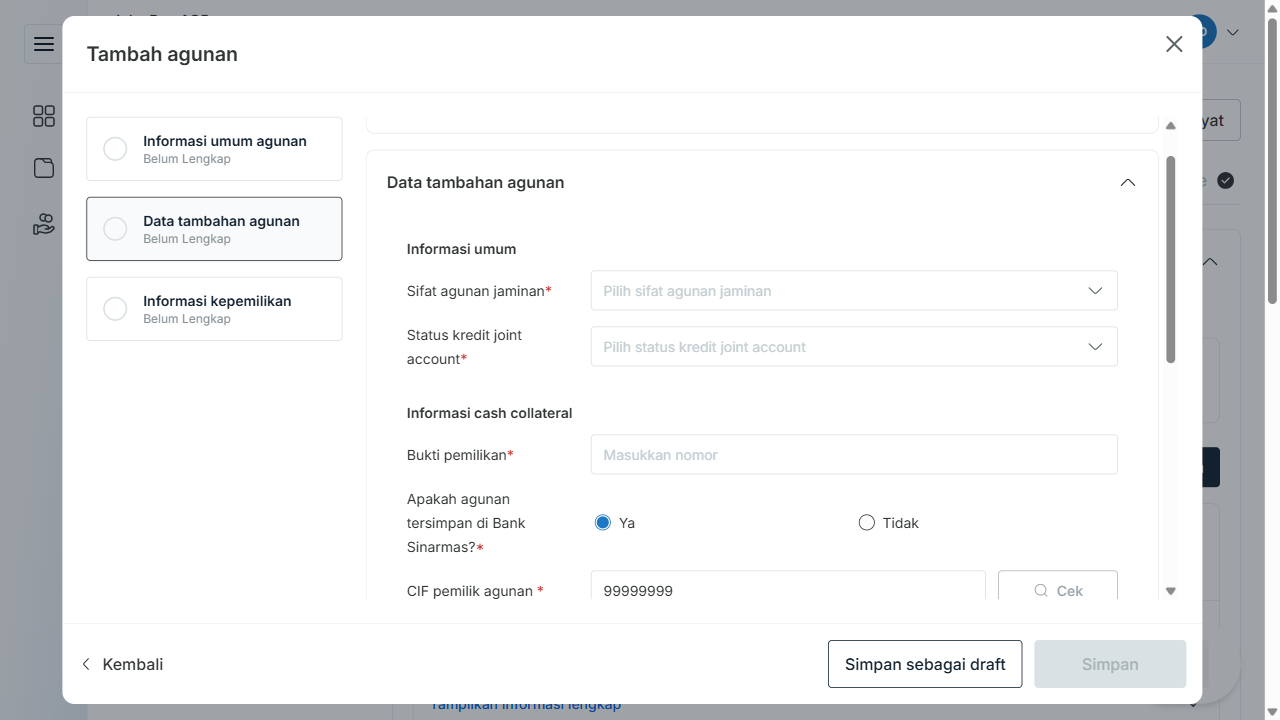 Tambah agunan
Informasi umum agunan
Belum Lengkap
Data tambahan agunan
Belum Lengkap
Informasi kepemilikan
Belum Lengkap
Data tambahan agunan
Informasi umum
Sifat agunan jaminan*
Pilih sifat agunan jaminan
Status kredit joint
account*
Pilih status kredit joint account
Informasi cash collateral
Bukti pemilikan*
Masukkan nomor
Apakah agunan
tersimpan di Bank
Sinarmas?*
Ya
Tidak
CIF pemilik agunan *
99999999
Cek
Kembali
Simpan sebagai draft
Simpan
yat
Tampilkan informasi lengkap